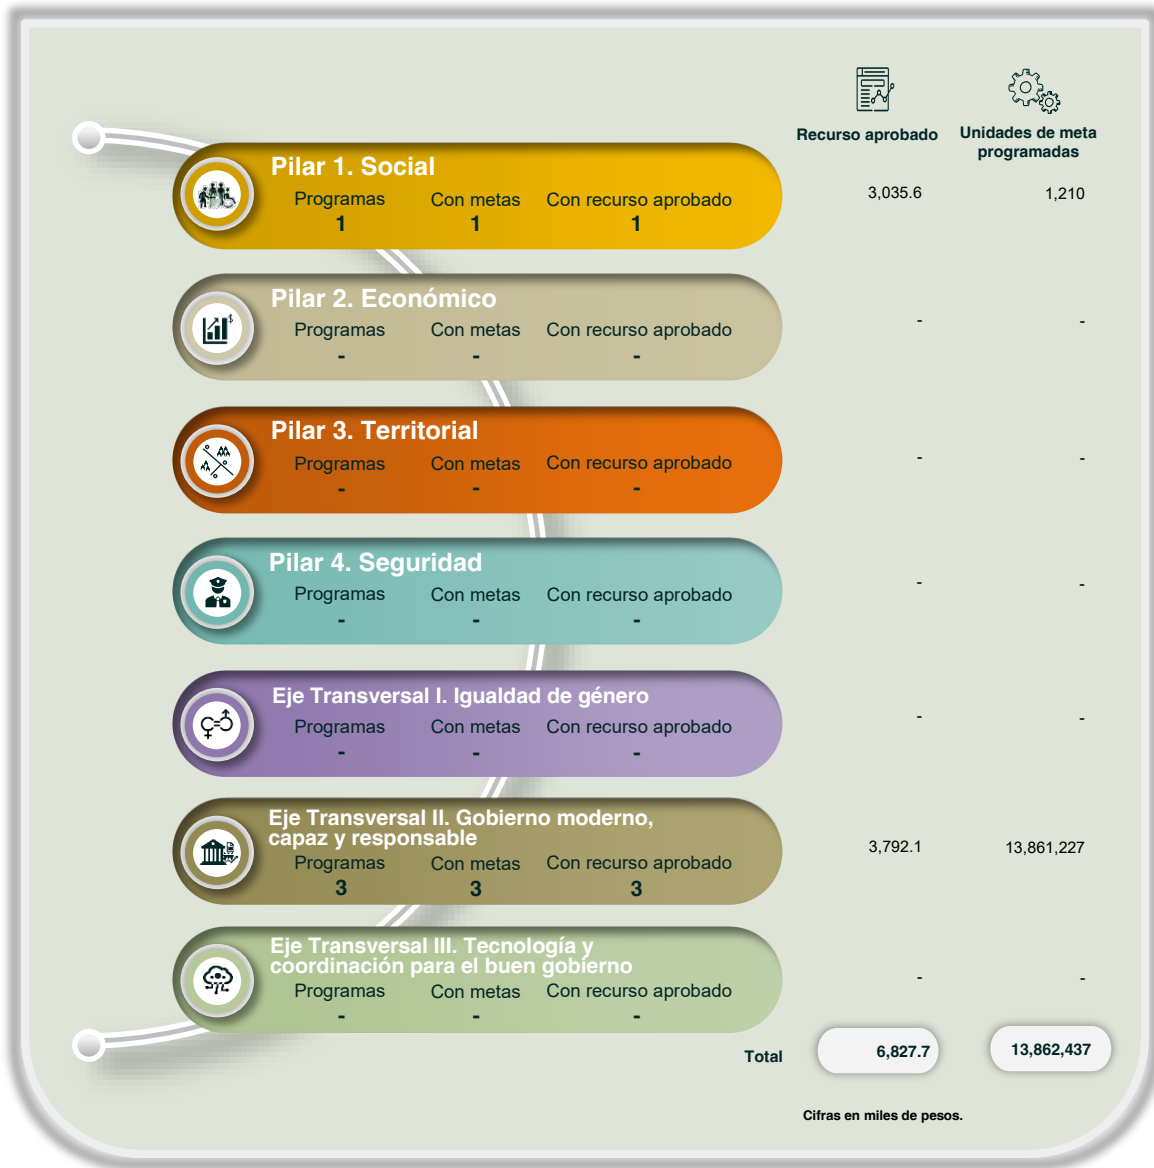 Recurso aprobado
Unidades de meta
programadas
Pilar 1. Social
Programas Con metas Con recurso aprobado
1 1 1
3,035.6 1,210
Pilar 2. Económico
Programas Con metas Con recurso aprobado
- - -
- -
Pilar 3. Territorial
Programas Con metas Con recurso aprobado
- - -
- -
Pilar 4. Seguridad
Programas Con metas Con recurso aprobado
- - -
- -
Eje Transversal I. Igualdad de género
Programas Con metas Con recurso aprobado
- - -
- -
Eje Transversal II. Gobierno moderno,
capaz y responsable
Programas Con metas Con recurso aprobado
3 3 3
3,792.1 13,861,227
Eje Transversal III. Tecnología y
coordinación para el buen gobierno
Programas Con metas Con recurso aprobado
- - -
- -
Total 6,827.7 13,862,437
Cifras en miles de pesos.